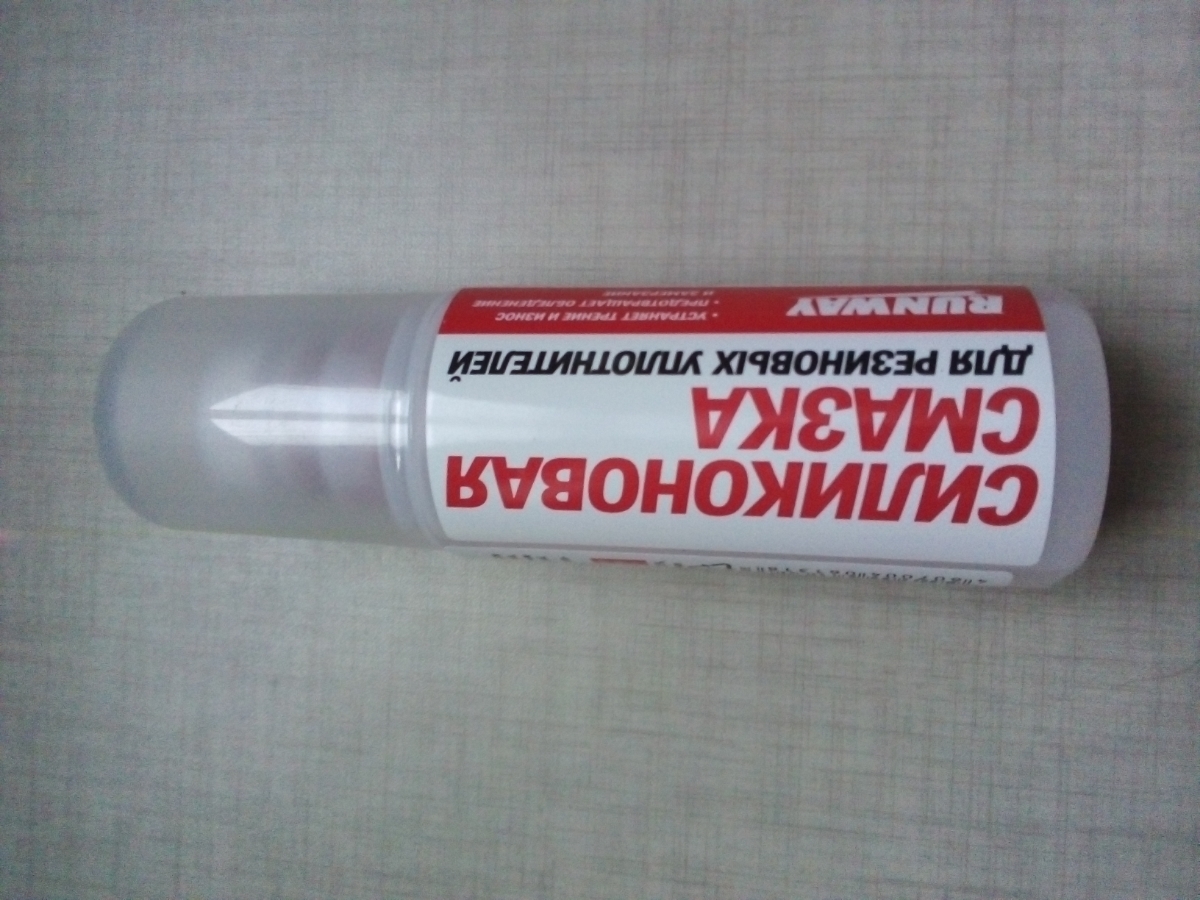 СИЛИКОНОВАЯ
СМАЗКА
ДЛЯ РЕЗИНОВЫХ УПЛОТНИТЕЛЕЙ
RUNWAY
• УСТРАНЯЕТ ТРЕНИЕ И ИЗНОС
• ПРЕДОТВРАЩАЕТ ОБЛЕДЕНЕНИЕ
И ЗАМЕРЗАНИЕ